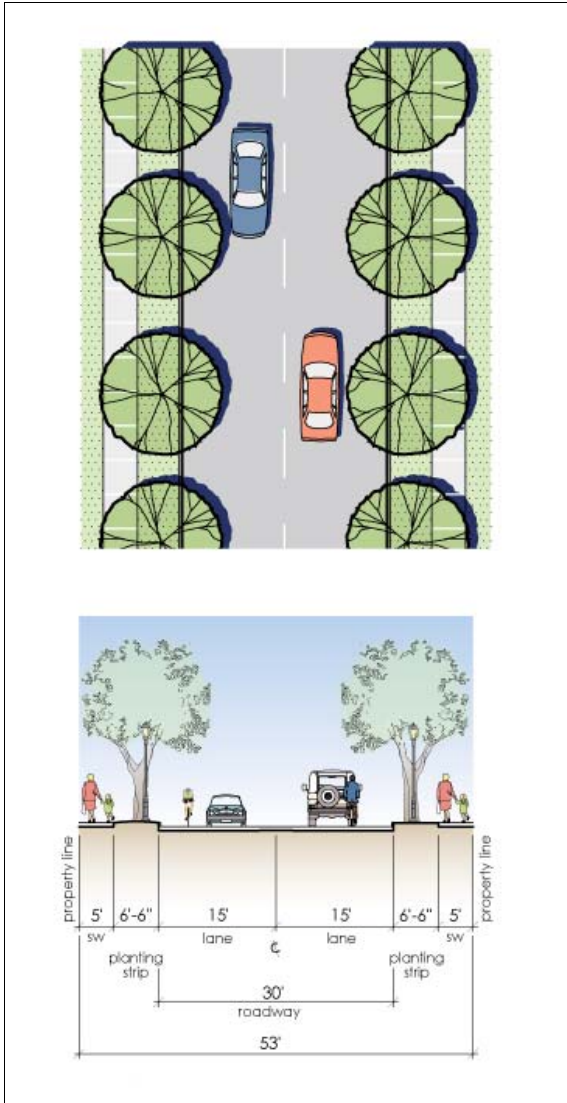 property line
property line
5' 6'-6" 15' 15' 6'-6" 5'
sw lane ℄ lane sw
planting strip
planting strip
30'
roadway
53'